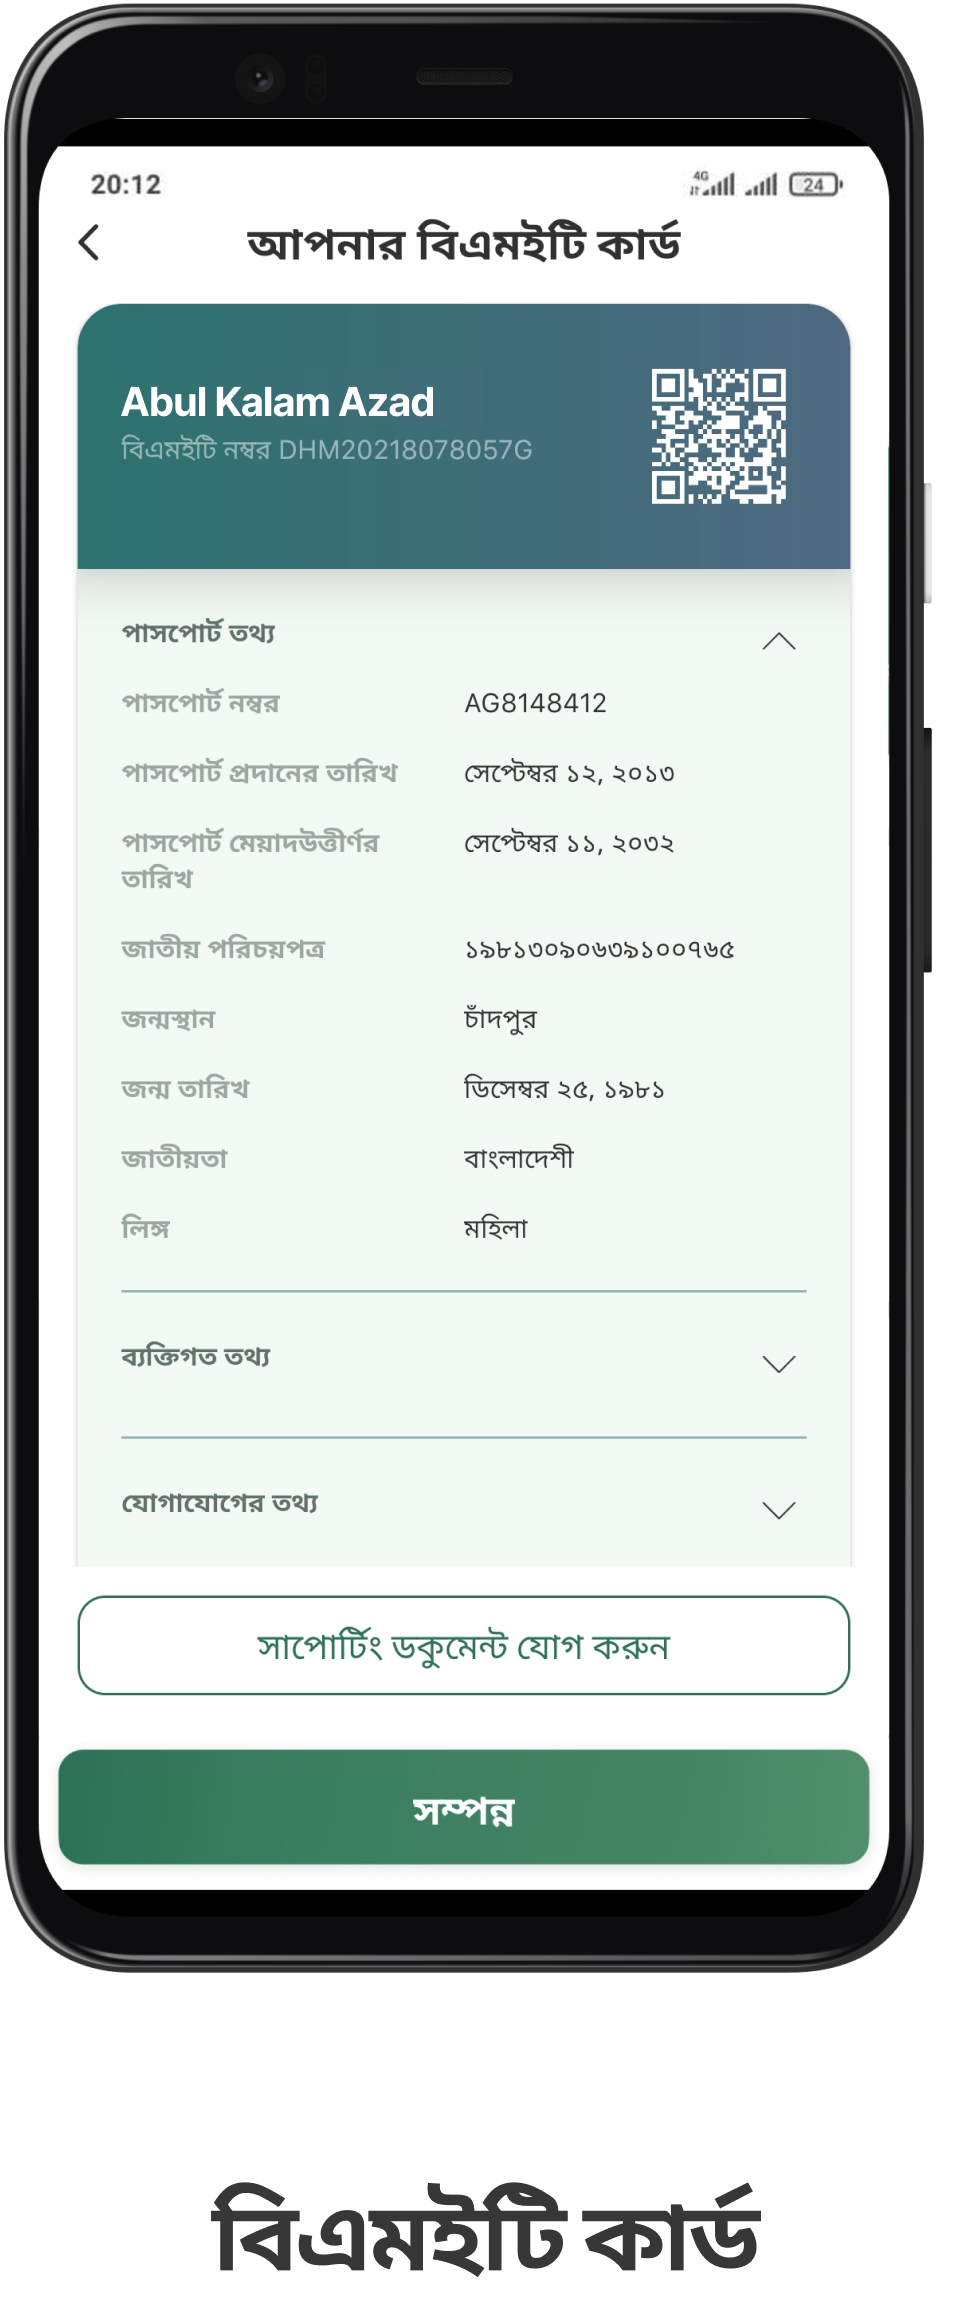 20:12
4G
24
আপনার বিএমইটি কার্ড
Abul Kalam Azad
বিএমইটি নম্বর DHM20218078057G
পাসপোর্ট তথ্য
পাসপোর্ট নম্বর AG8148412
পাসপোর্ট প্রদানের তারিখ সেপ্টেম্বর ১২, ২০১৩
পাসপোর্ট মেয়াদউত্তীর্ণর সেপ্টেম্বর ১১, ২০৩২
তারিখ
জাতীয় পরিচয়পত্র ১৯৮১৩০৯০৬৩৯১০০৭৬৫
জন্মস্থান চাঁদপুর
জন্ম তারিখ ডিসেম্বর ২৫, ১৯৮১
জাতীয়তা বাংলাদেশী
লিঙ্গ মহিলা
ব্যক্তিগত তথ্য
যোগাযোগের তথ্য
সাপোর্টিং ডকুমেন্ট যোগ করুন
সম্পন্ন
বিএমইটি কার্ড